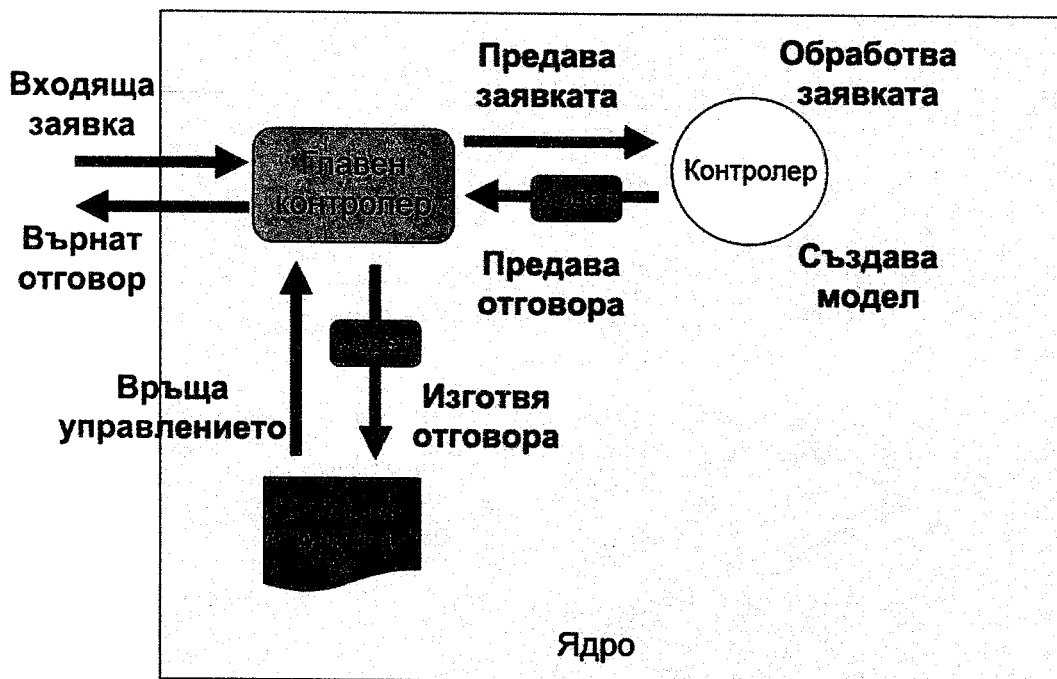 Входяща
заявка
Върнат
отговор
Главен
контролер
Предава
заявката
Обработва
заявката
Контролер
Предава
отговора
Създава
модел
Връща
управлението
Изготвя
отговора
Ядро